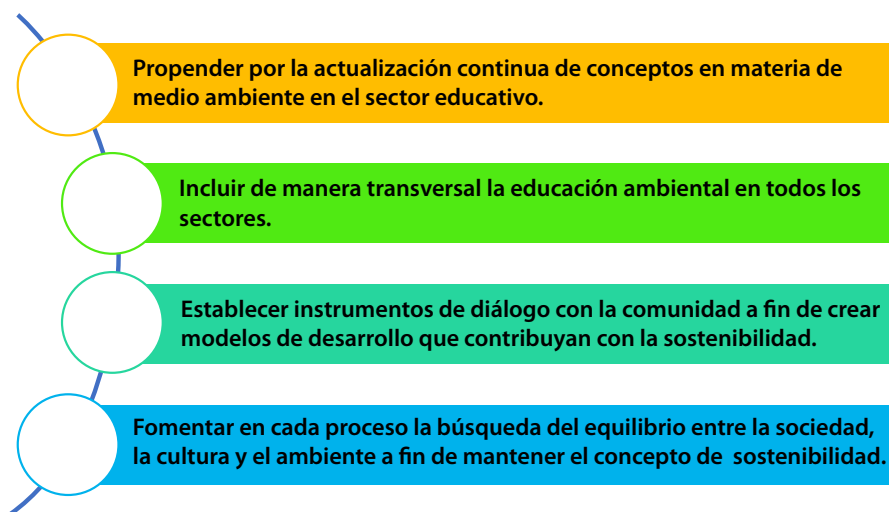 Propender por la actualización continua de conceptos en materia de
medio ambiente en el sector educativo.
Incluir de manera transversal la educación ambiental en todos los
sectores.
Establecer instrumentos de diálogo con la comunidad a fin de crear
modelos de desarrollo que contribuyan con la sostenibilidad.
Fomentar en cada proceso la búsqueda del equilibrio entre la sociedad,
la cultura y el ambiente a fin de mantener el concepto de  sostenibilidad.